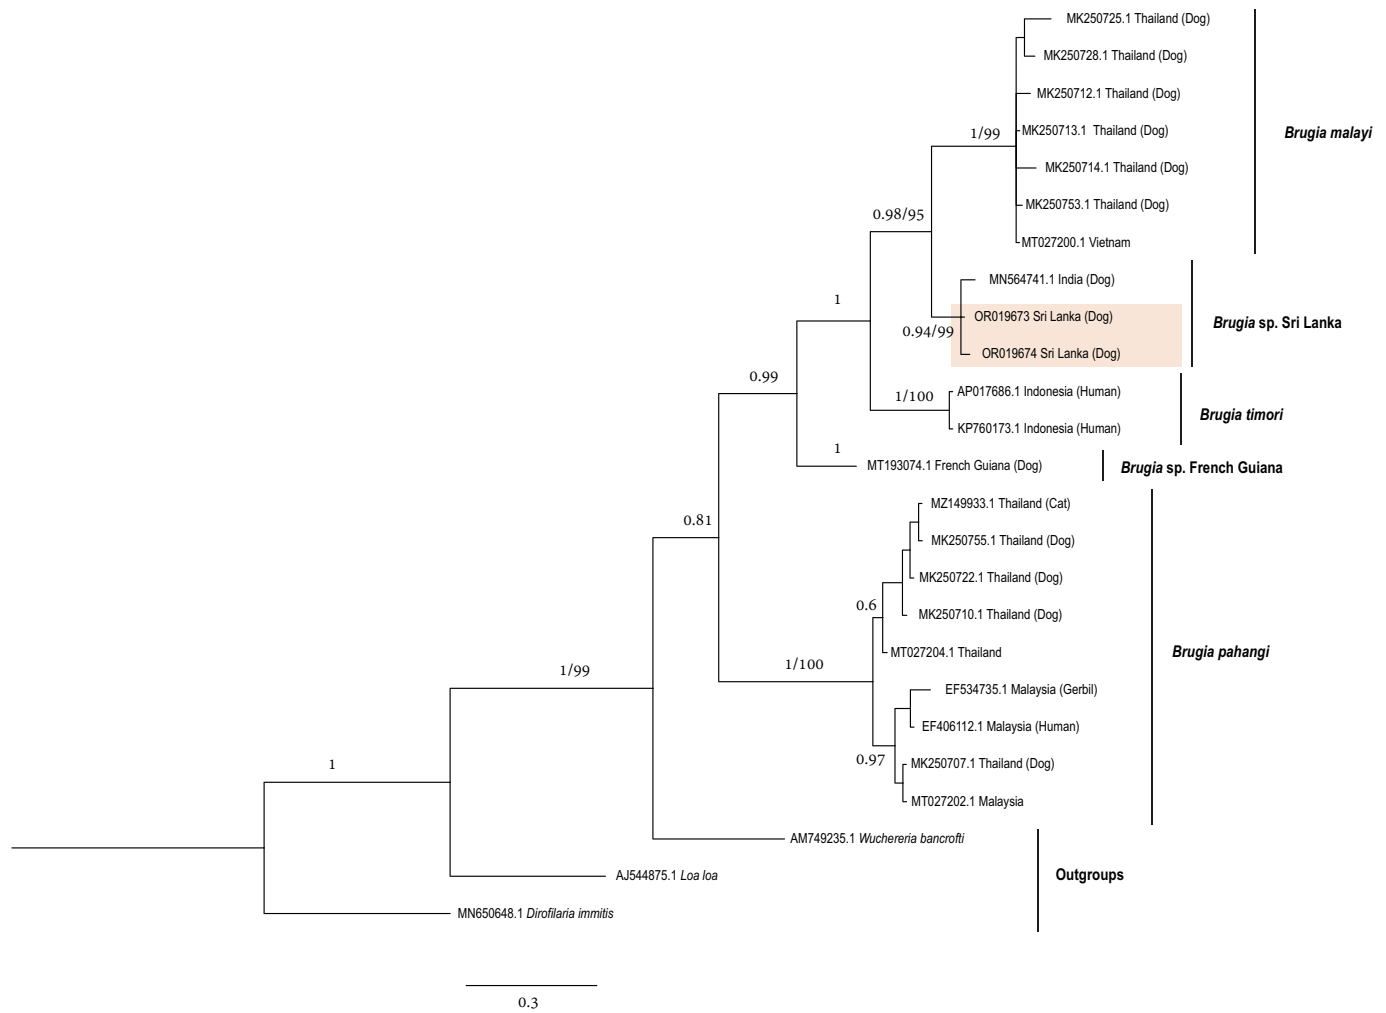 MK250725.1 Thailand (Dog)
MK250728.1 Thailand (Dog)
MK250712.1 Thailand (Dog)
1/99
MK250713.1 Thailand (Dog)
Brugia malayi
MK250714.1 Thailand (Dog)
MK250753.1 Thailand (Dog)
0.98/95
MT027200.1 Vietnam
MN564741.1 India (Dog)
1
OR019673 Sri Lanka (Dog)
Brugia sp. Sri Lanka
0.94/99
OR019674 Sri Lanka (Dog)
0.99
1/100
AP017686.1 Indonesia (Human)
Brugia timori
KP760173.1 Indonesia (Human)
1
MT193074.1 French Guiana (Dog)
Brugia sp. French Guiana
MZ149933.1 Thailand (Cat)
0.81
MK250755.1 Thailand (Dog)
MK250722.1 Thailand (Dog)
0.6
MK250710.1 Thailand (Dog)
MT027204.1 Thailand
Brugia pahangi
1/100
1/99
EF534735.1 Malaysia (Gerbil)
EF406112.1 Malaysia (Human)
0.97
MK250707.1 Thailand (Dog)
1
MT027202.1 Malaysia
AM749235.1 Wuchereria bancrofti
AJ544875.1 Loa loa
Outgroups
MN650648.1 Dirofilaria immitis
0.3